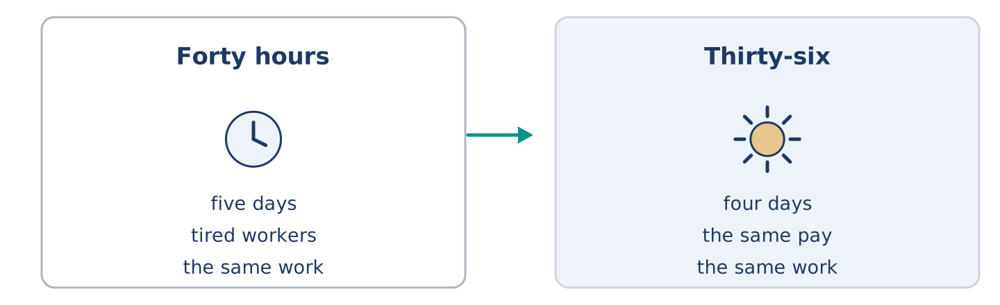 Forty hours
five days
tired workers
the same work
Thirty-six
four days
the same pay
the same work